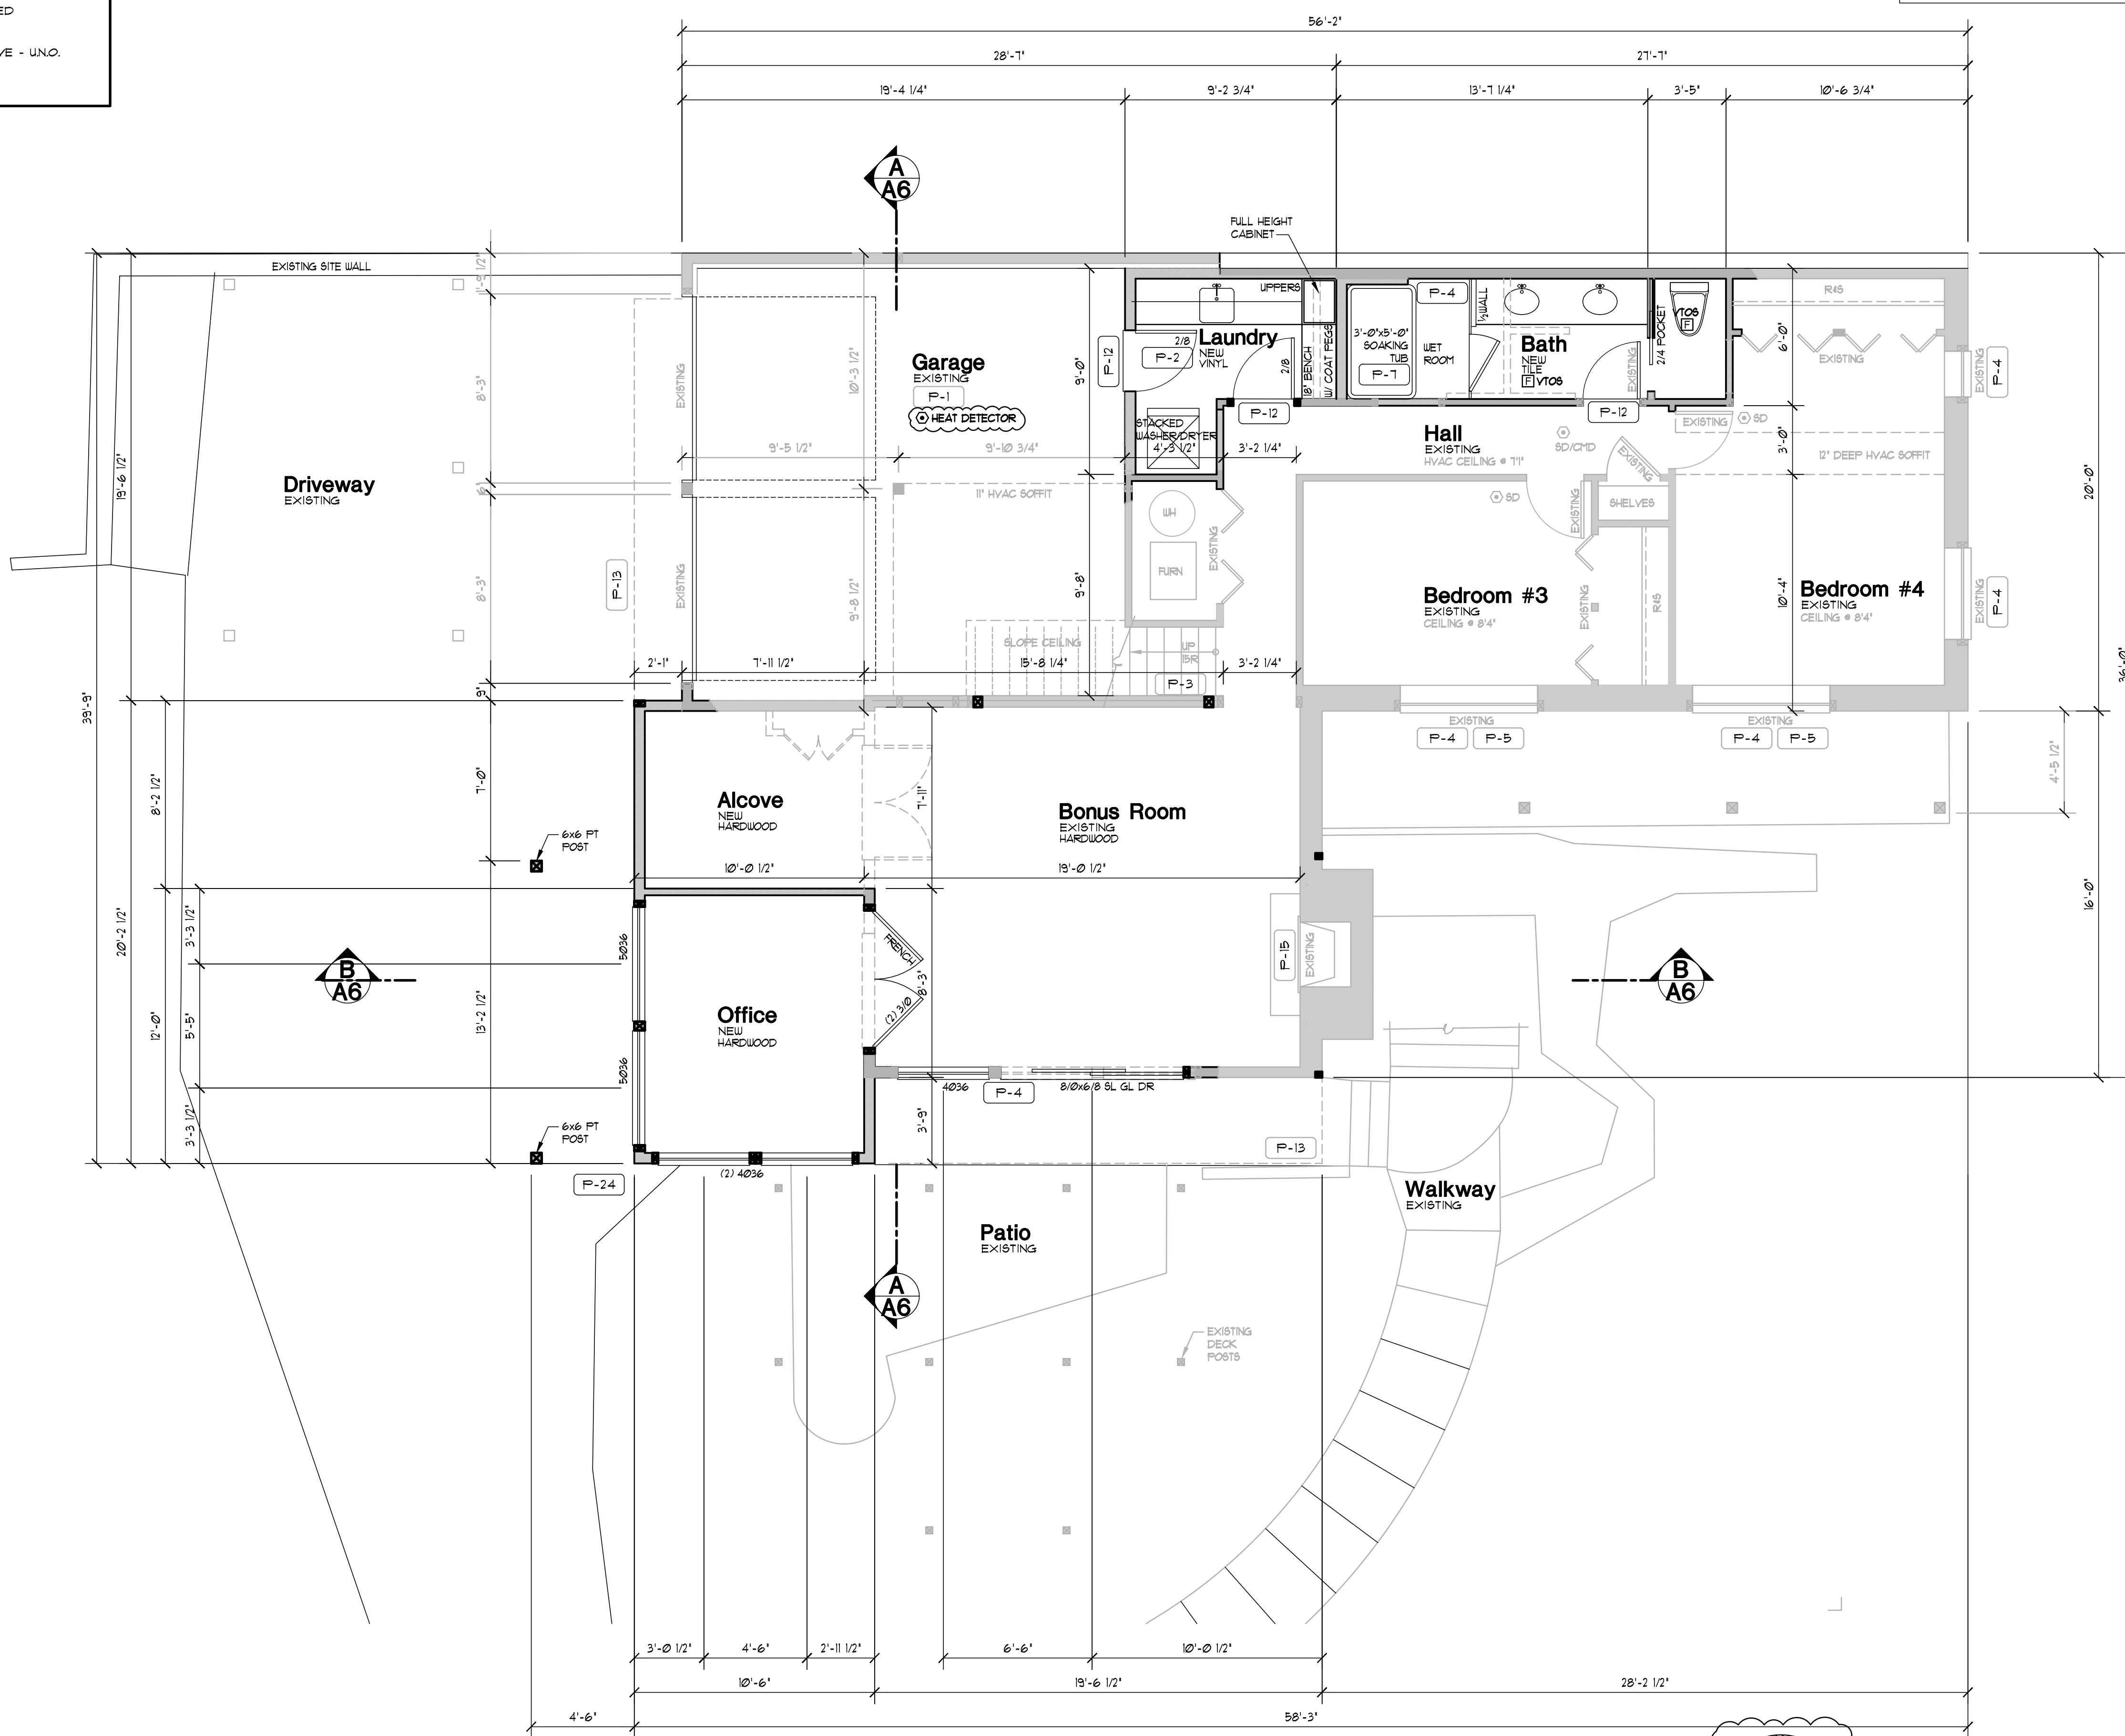 ED
VE - U.N.O.
56'-2"
28'-7"
27'-7"
19'-4 1/4"
9'-2 3/4"
13'-7 1/4"
3'-5"
10'-6 3/4"
A
A6
FULL HEIGHT
CABINET
EXISTING SITE WALL
UPPERS
P-4
1/2 WALL
VTOS
F
R&S
3'-0"x5'-0"
SOAKING
TUB
P-7
WET
ROOM
Bath
NEW
TILE
F VTOS
EXISTING
2/4 POCKET
6'-0"
EXISTING
EXISTING
P-4
Laundry
NEW
VINYL
2/8
P-2
2/8
18" BENCH
W/ COAT PEGS
P-12
9'-0"
Garage
EXISTING
P-1
HEAT DETECTOR
10'-3 1/2"
EXISTING
8'-3"
P-12
P-12
STACKED
WASHER/DRYER
4'-3 1/2"
3'-2 1/4"
9'-5 1/2"
9'-10 3/4"
Hall
EXISTING
HVAC CEILING @ 7'1"
SD/CMD
EXISTING
SD
EXISTING
3'-0"
12" DEEP HVAC SOFFIT
20'-0"
19'-6 1/2"
Driveway
EXISTING
6"
11" HVAC SOFFIT
WH
FURN
EXISTING
SD
EXISTING
SHELVES
P-13
8'-3"
EXISTING
9'-8 1/2"
9'-8"
Bedroom #3
EXISTING
CEILING @ 8'4"
EXISTING
R&S
10'-4"
Bedroom #4
EXISTING
CEILING @ 8'4"
EXISTING
P-4
SLOPE CEILING
UP
15R
2'-1"
7'-11 1/2"
15'-8 1/4"
3'-2 1/4"
P-3
9"
39'-9"
36'-0"
EXISTING
P-4
P-5
EXISTING
P-4
P-5
4'-5 1/2"
8'-2 1/2"
7'-0"
6x6 PT
POST
Alcove
NEW
HARDWOOD
7'-11"
Bonus Room
EXISTING
HARDWOOD
10'-0 1/2"
19'-0 1/2"
16'-0"
20'-2 1/2"
3'-3 1/2"
5036
FRENCH
8'-3"
(2) 3/0
P-15
EXISTING
B
A6
B
A6
12'-0"
5'-5"
13'-2 1/2"
Office
NEW
HARDWOOD
5036
4036
P-4
8/0x6/8 SL GL DR
3'-3 1/2"
6x6 PT
POST
3'-9"
P-13
P-24
(2) 4036
Walkway
EXISTING
Patio
EXISTING
A
A6
EXISTING
DECK
POSTS
3'-0 1/2"
4'-6"
2'-11 1/2"
6'-6"
10'-0 1/2"
10'-6"
19'-6 1/2"
28'-2 1/2"
4'-6"
58'-3"